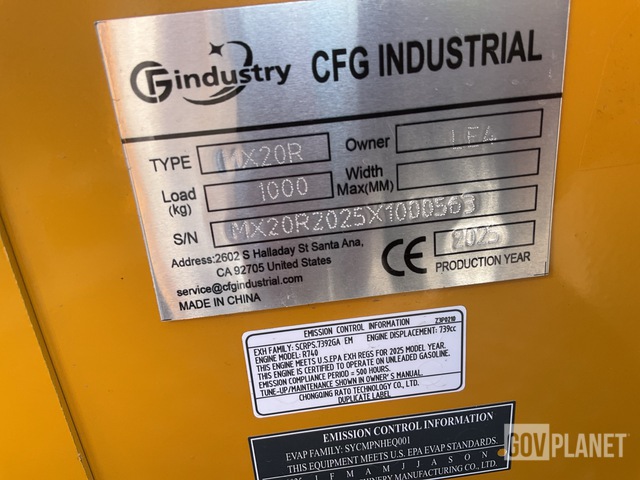 CFGindustry CFG INDUSTRIAL
TYPE MX20R Owner LE4
Load (kg) 1000 Width Max(MM)
S/N MX20R2025X1000563
Address:2602 S Halladay St Santa Ana,
CA 92705 United States
service@cfgindustrial.com
MADE IN CHINA
CE 2025
PRODUCTION YEAR
EMISSION CONTROL INFORMATION Z3P0210
EXH FAMILY: SCRPS.7392GA EM ENGINE DISPLACEMENT: 739cc
ENGINE MODEL: R740
THIS ENGINE MEETS U.S.EPA EXH REGS FOR 2025 MODEL YEAR.
THIS ENGINE IS CERTIFIED TO OPERATE ON UNLEADED GASOLINE.
EMISSION COMPLIANCE PERIOD = 500 HOURS.
TUNE-UP/MAINTENANCE SHOWN IN OWNER'S MANUAL.
CHONGQING RATO TECHNOLOGY CO., LTD.
DUPLICATE LABEL
EMISSION CONTROL INFORMATION
EVAP FAMILY: SYCMPNHEQ001
THIS EQUIPMENT MEETS U.S. EPA EVAP STANDARDS.
J F M A M J J A S O N
MACHINERY MANUFACTURING CO., LTD.
GOVPLANET